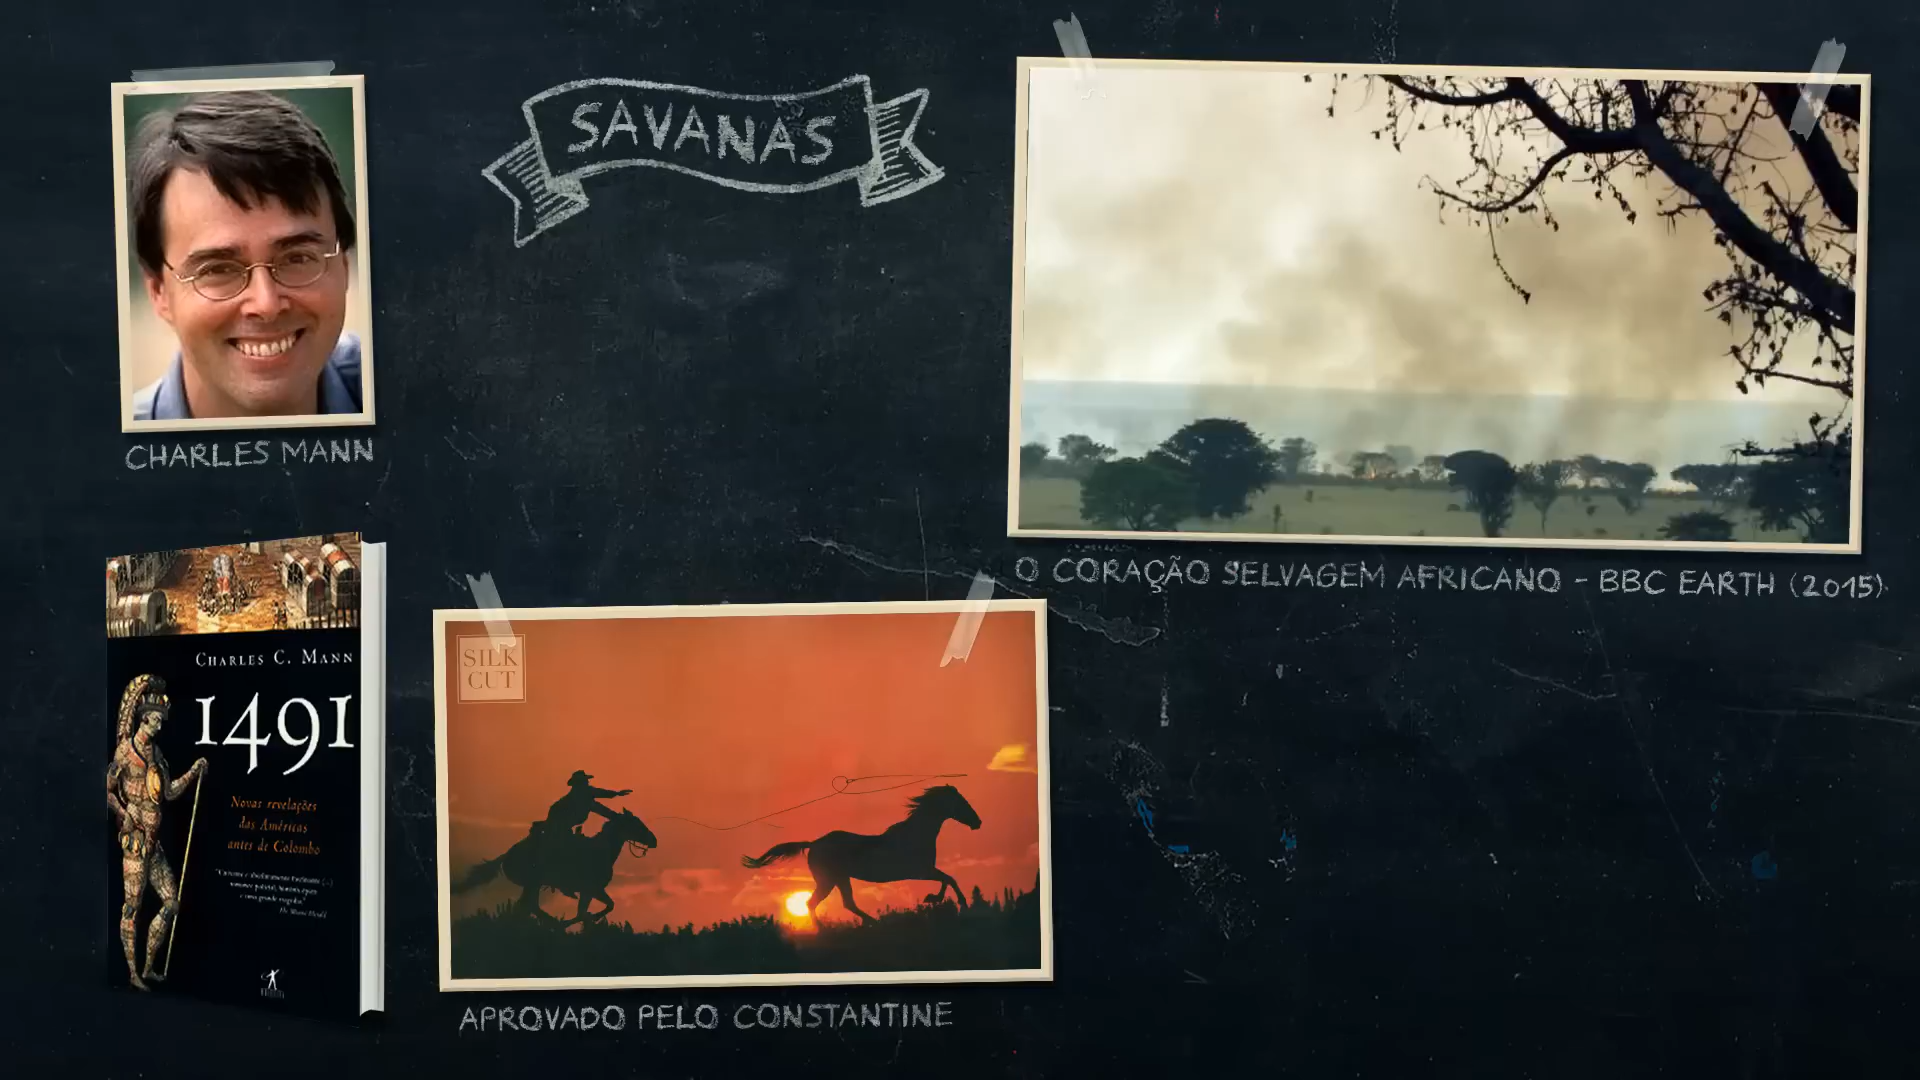 SAVANAS
CHARLES MANN
O CORAÇÃO SELVAGEM AFRICANO - BBC EARTH (2015)
CHARLES C. MANN
1491
Novas revelações
das Américas
antes de Colombo
SILK
CUT
APROVADO PELO CONSTANTINE